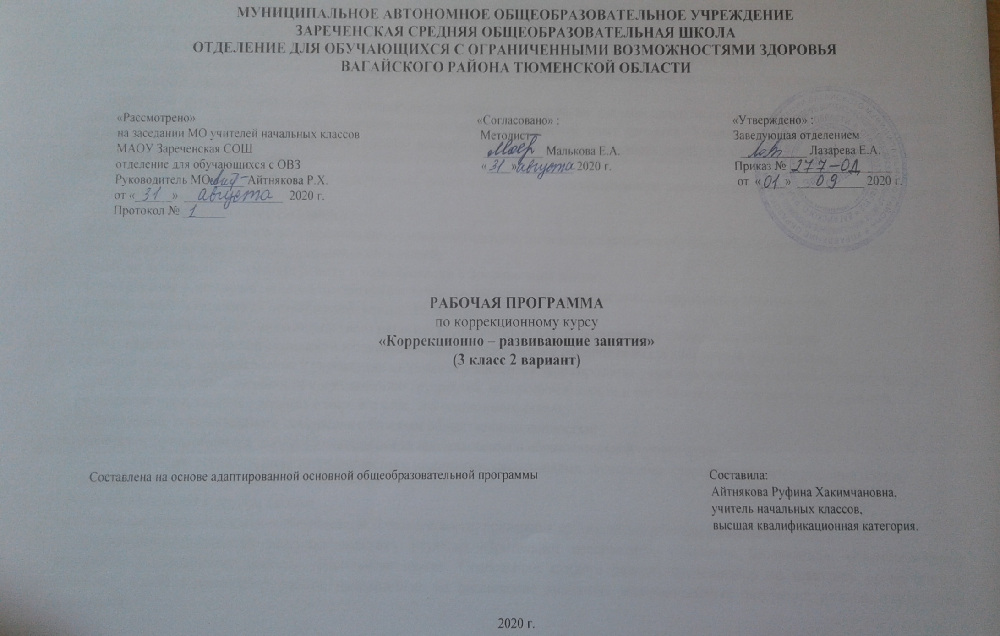 МУНИЦИПАЛЬНОЕ АВТОНОМНОЕ ОБЩЕОБРАЗОВАТЕЛЬНОЕ УЧРЕЖДЕНИЕ
ЗАРЕЧЕНСКАЯ СРЕДНЯЯ ОБЩЕОБРАЗОВАТЕЛЬНАЯ ШКОЛА
ОТДЕЛЕНИЕ ДЛЯ ОБУЧАЮЩИХСЯ С ОГРАНИЧЕННЫМИ ВОЗМОЖНОСТЯМИ ЗДОРОВЬЯ
ВАГАЙСКОГО РАЙОНА ТЮМЕНСКОЙ ОБЛАСТИ
«Рассмотрено»
на заседании МО учителей начальных классов
МАОУ Зареченская СОШ
отделение для обучающихся с ОВЗ
Руководитель МО Айтнякова Р.Х.
от «31» августа 2020 г.
Протокол № 1
«Согласовано» :
Методист
Малькова Е.А.
«31» августа 2020 г.
«Утверждено» :
Заведующая отделением
Лазарева Е.А.
Приказ № 277-ОД
от «01» 09 2020 г.
РАБОЧАЯ ПРОГРАММА
по коррекционному курсу
«Коррекционно – развивающие занятия»
(3 класс 2 вариант)
Составлена на основе адаптированной основной общеобразовательной программы
Составила:
Айтнякова Руфина Хакимчановна,
учитель начальных классов,
высшая квалификационная категория.
2020 г.